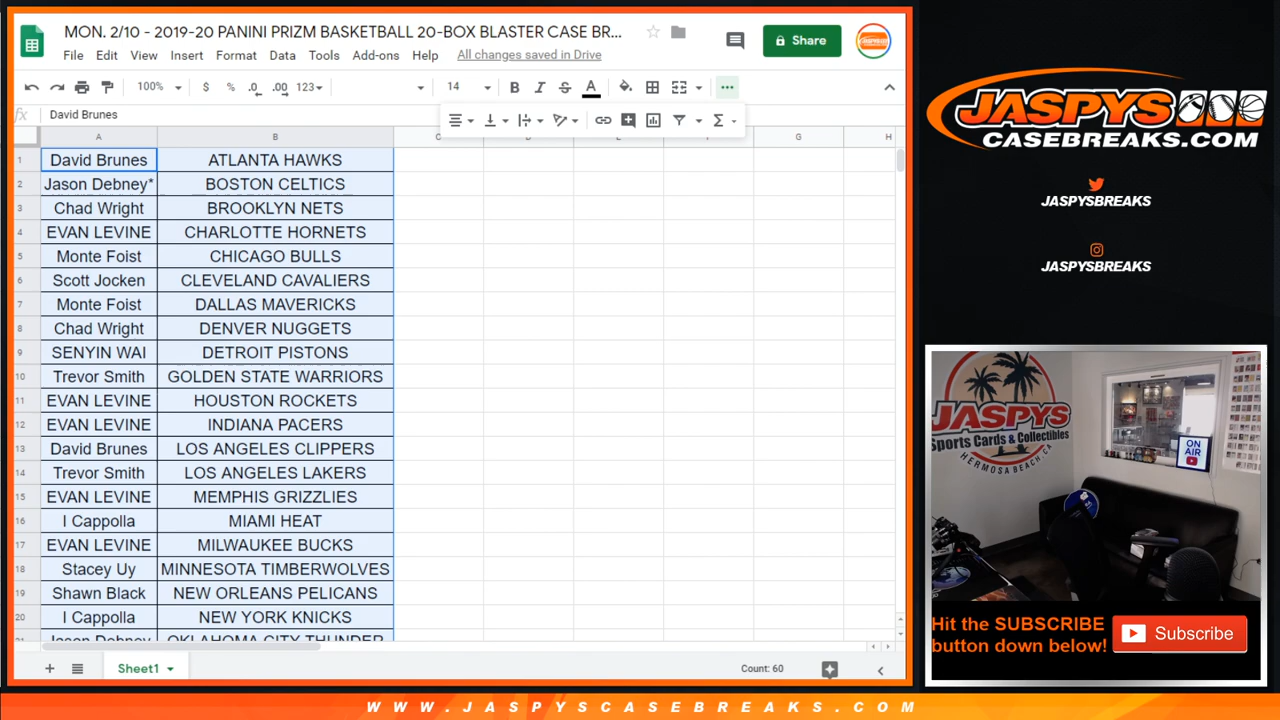 MON. 2/10 - 2019-20 PANINI PRIZM BASKETBALL 20-BOX BLASTER CASE BR...
Share
File Edit View Insert Format Data Tools Add-ons Help All changes saved in Drive
100% $ % .0 .00 123 14 B I S A
fx David Brunes
A B C D E F G H
1 David Brunes ATLANTA HAWKS
2 Jason Debney* BOSTON CELTICS
3 Chad Wright BROOKLYN NETS
4 EVAN LEVINE CHARLOTTE HORNETS
5 Monte Foist CHICAGO BULLS
6 Scott Jocken CLEVELAND CAVALIERS
7 Monte Foist DALLAS MAVERICKS
8 Chad Wright DENVER NUGGETS
9 SENYIN WAI DETROIT PISTONS
10 Trevor Smith GOLDEN STATE WARRIORS
11 EVAN LEVINE HOUSTON ROCKETS
12 EVAN LEVINE INDIANA PACERS
13 David Brunes LOS ANGELES CLIPPERS
14 Trevor Smith LOS ANGELES LAKERS
15 EVAN LEVINE MEMPHIS GRIZZLIES
16 I Cappolla MIAMI HEAT
17 EVAN LEVINE MILWAUKEE BUCKS
18 Stacey Uy MINNESOTA TIMBERWOLVES
19 Shawn Black NEW ORLEANS PELICANS
20 I Cappolla NEW YORK KNICKS
21 Jason Debney OKLAHOMA CITY THUNDER
Sheet1 Count: 60
JASPYS
CASEBREAKS.COM
JASPYSBREAKS
JASPYSBREAKS
JASPYS
Sports Cards & Collectibles
HERMOSA BEACH, CA
ON
AIR
Hit the SUBSCRIBE
button down below!
Subscribe
WWW.JASPYSCASEBREAKS.COM